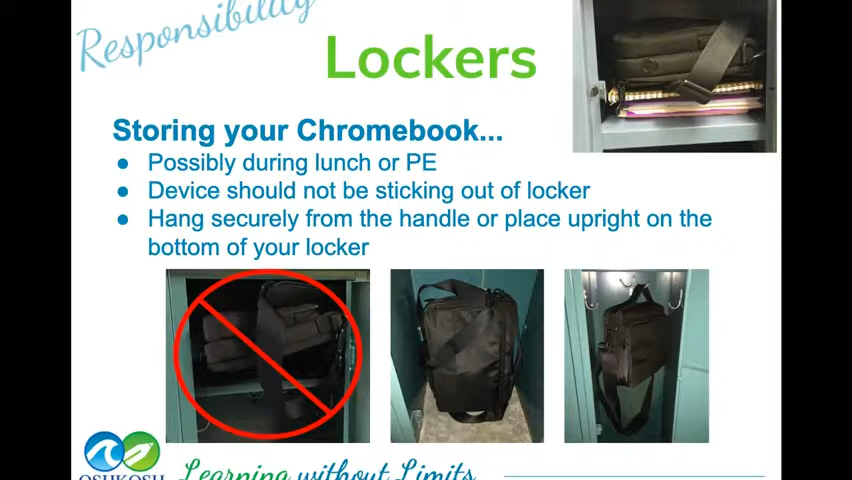 Responsibility
Lockers
Storing your Chromebook...
● Possibly during lunch or PE
● Device should not be sticking out of locker
● Hang securely from the handle or place upright on the
bottom of your locker
OSHKOSH
Learning without Limits